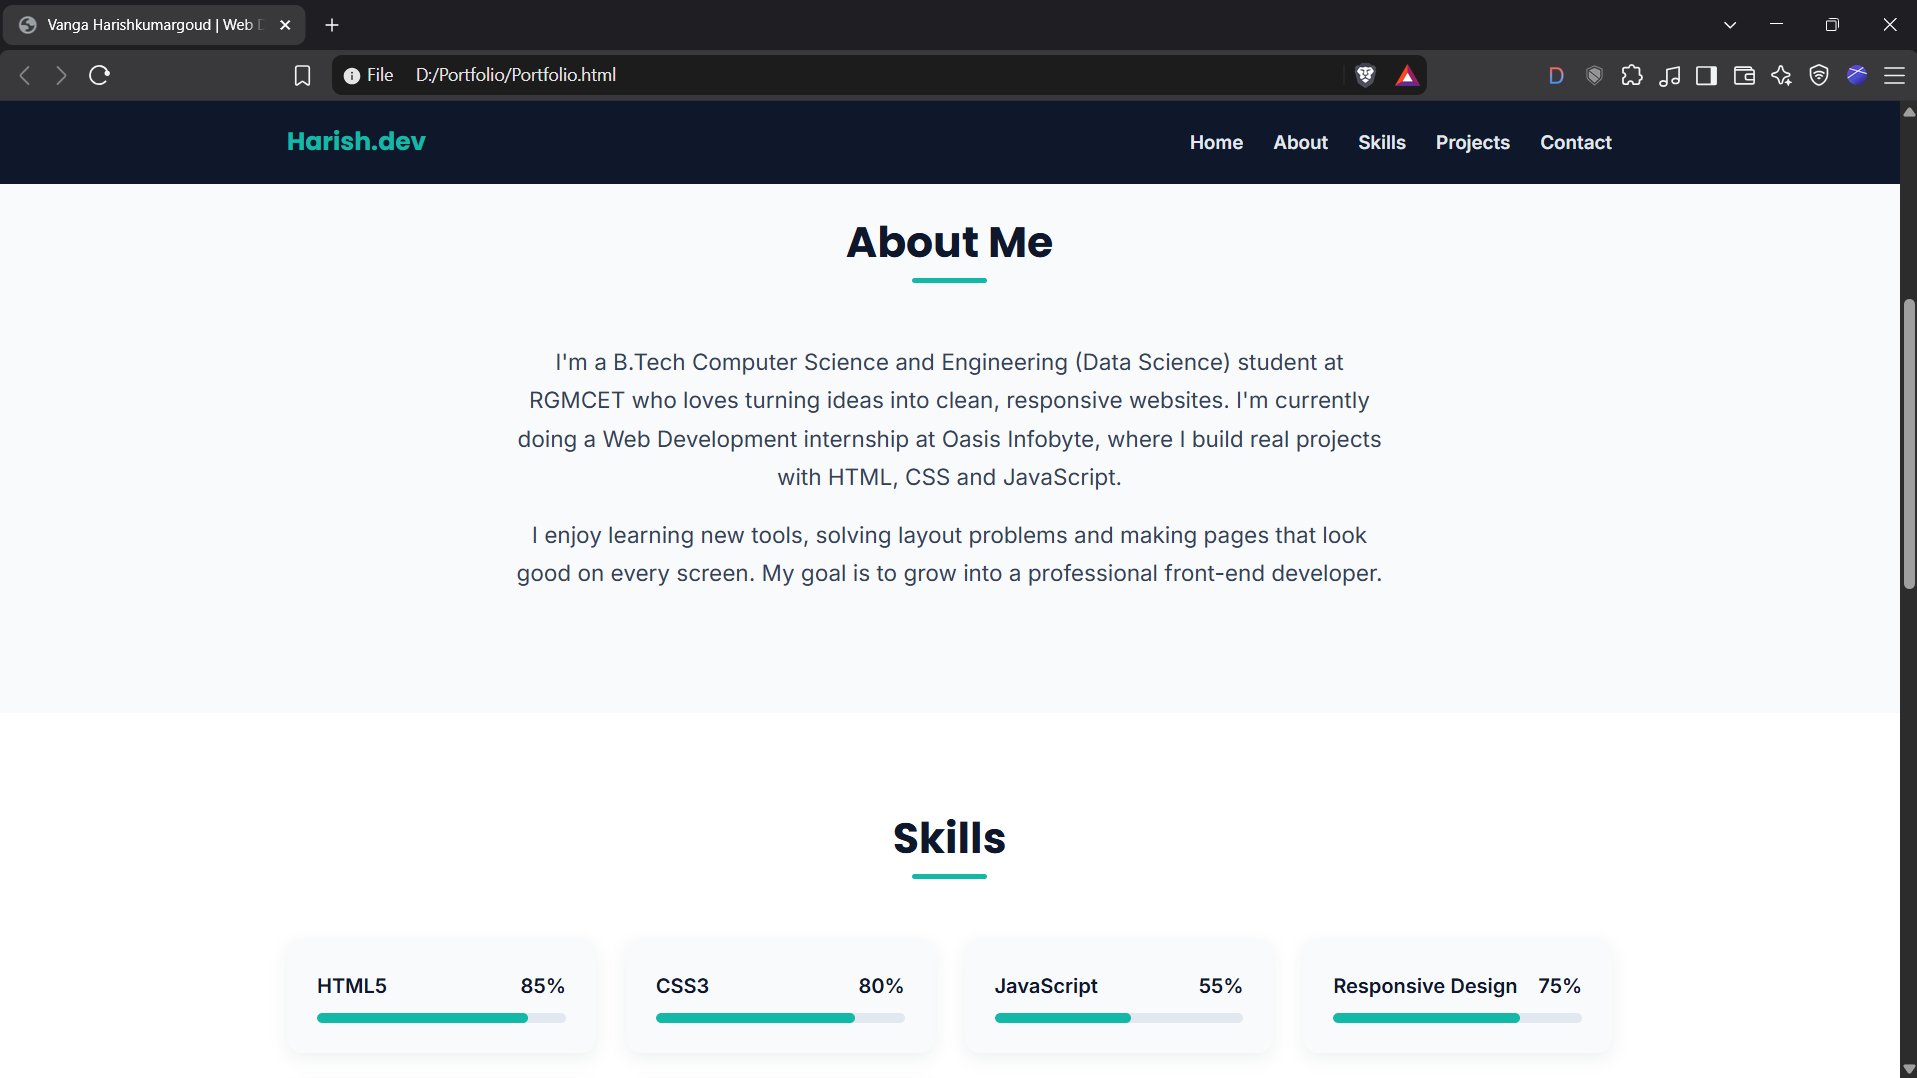 Vanga Harishkumargoud | Web
File D:/Portfolio/Portfolio.html
Harish.dev
Home About Skills Projects Contact
About Me
I'm a B.Tech Computer Science and Engineering (Data Science) student at
RGMCET who loves turning ideas into clean, responsive websites. I'm currently
doing a Web Development internship at Oasis Infobyte, where I build real projects
with HTML, CSS and JavaScript.
I enjoy learning new tools, solving layout problems and making pages that look
good on every screen. My goal is to grow into a professional front-end developer.
Skills
HTML5 85% CSS3 80% JavaScript 55% Responsive Design 75%